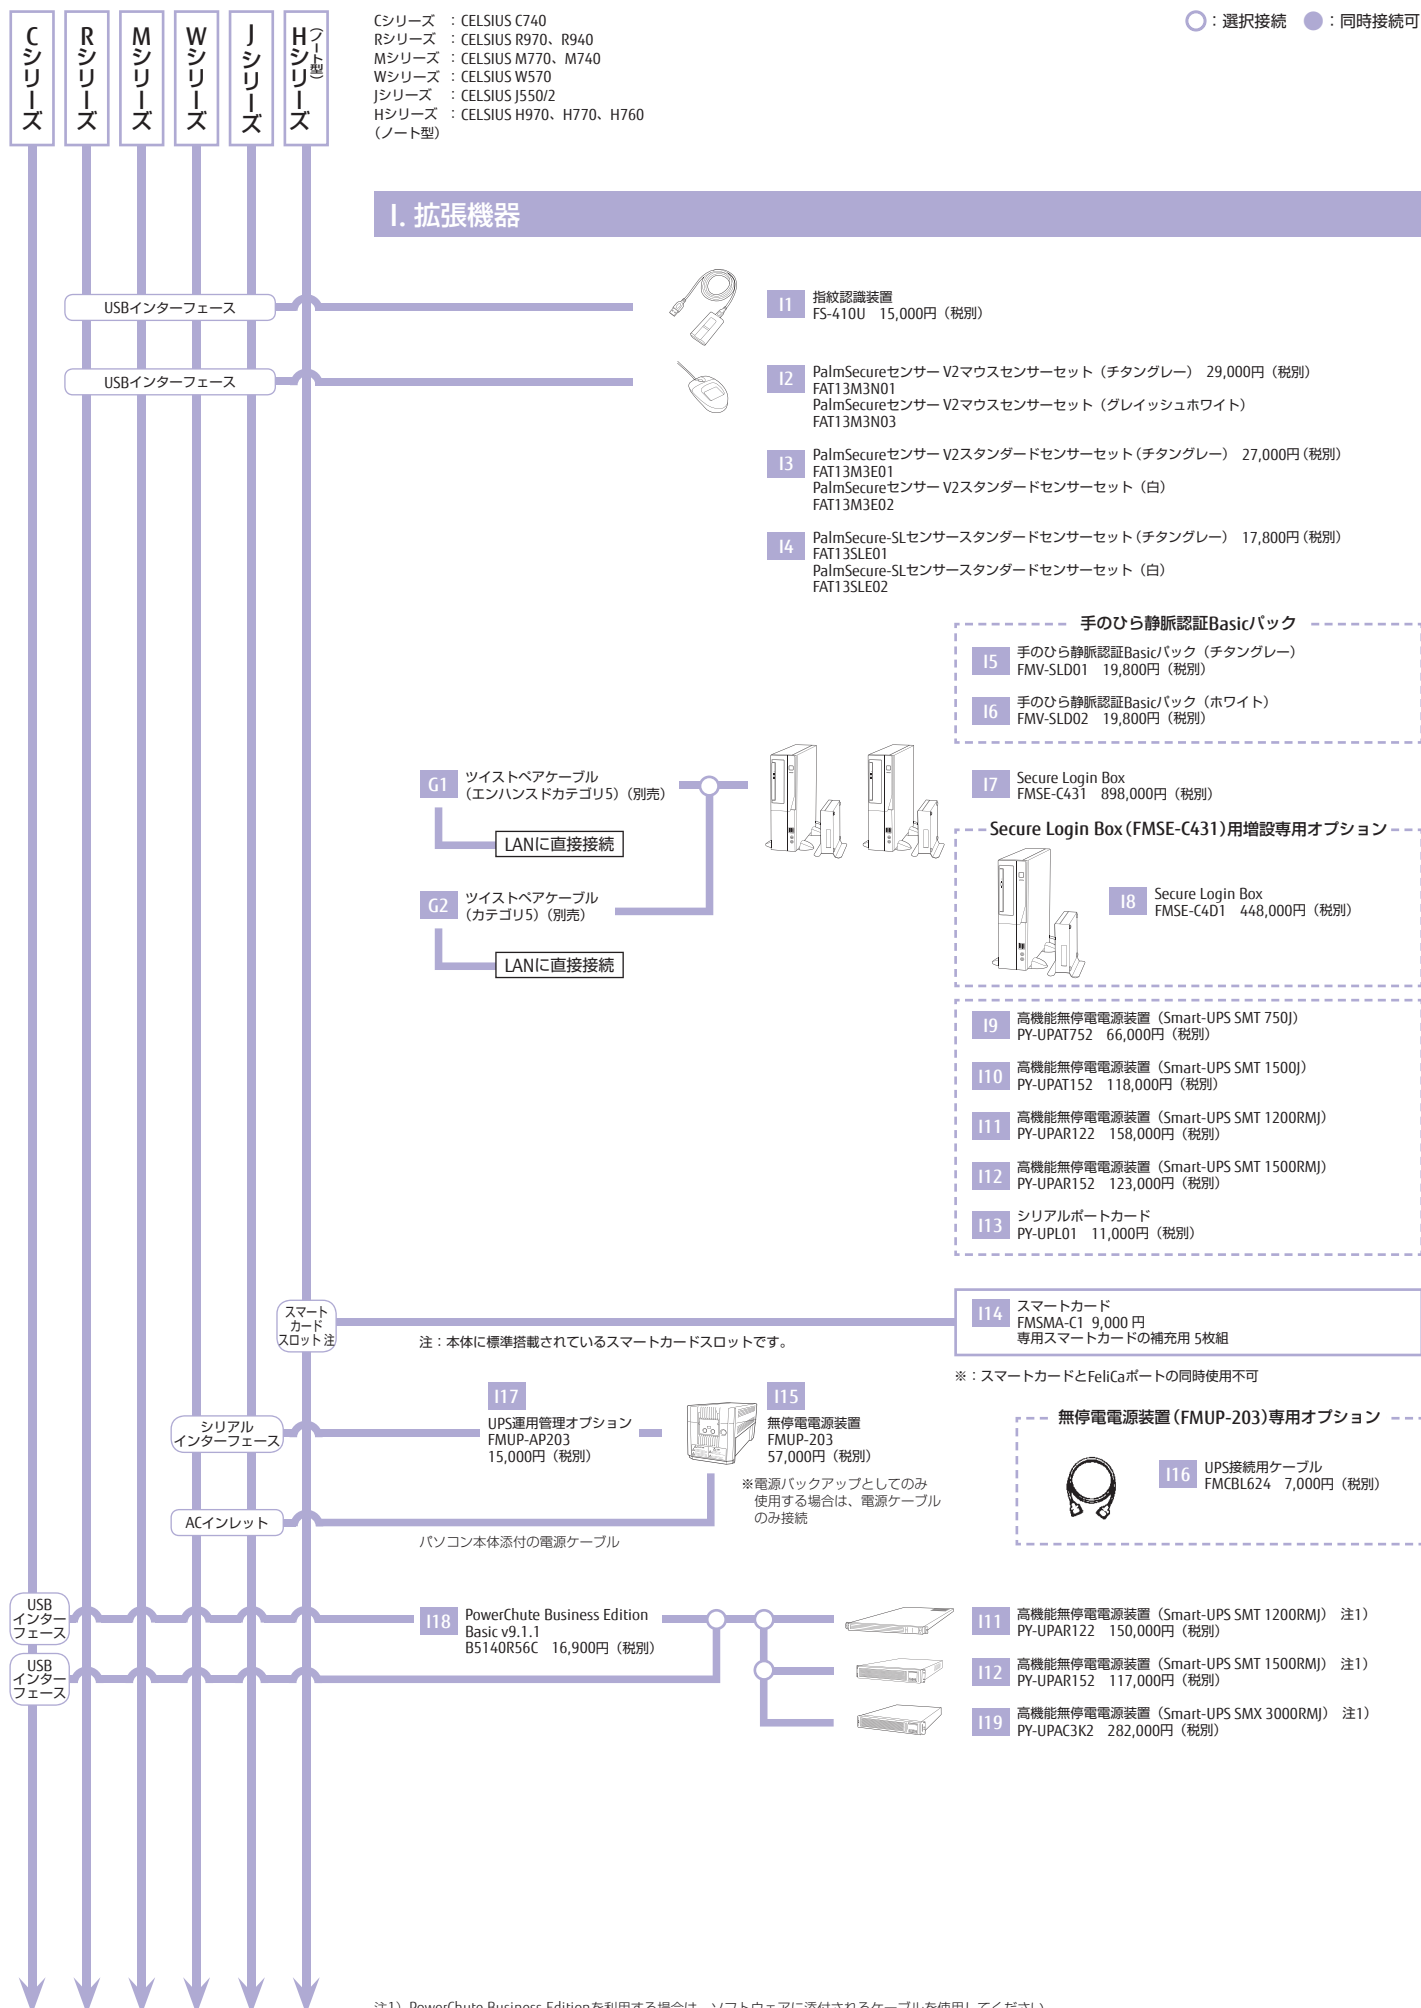 Cシリーズ
Rシリーズ
Mシリーズ
Wシリーズ
Jシリーズ
Hシリーズ
（ノート型）
Cシリーズ ：CELSIUS C740
Rシリーズ ：CELSIUS R970、R940
Mシリーズ ：CELSIUS M770、M740
Wシリーズ ：CELSIUS W570
Jシリーズ ：CELSIUS J550/2
Hシリーズ ：CELSIUS H970、H770、H760
（ノート型）
：選択接続 ：同時接続可
I. 拡張機器
USBインターフェース
I1 指紋認識装置
FS-410U 15,000円（税別）
USBインターフェース
I2 PalmSecureセンサー V2マウスセンサーセット（チタングレー） 29,000円（税別）
FAT13M3N01
PalmSecureセンサー V2マウスセンサーセット（グレイッシュホワイト）
FAT13M3N03
I3 PalmSecureセンサー V2スタンダードセンサーセット（チタングレー） 27,000円（税別）
FAT13M3E01
PalmSecureセンサー V2スタンダードセンサーセット（白）
FAT13M3E02
I4 PalmSecure-SLセンサースタンダードセンサーセット（チタングレー） 17,800円（税別）
FAT13SLE01
PalmSecure-SLセンサースタンダードセンサーセット（白）
FAT13SLE02
手のひら静脈認証Basicパック
I5 手のひら静脈認証Basicパック（チタングレー）
FMV-SLD01 19,800円（税別）
I6 手のひら静脈認証Basicパック（ホワイト）
FMV-SLD02 19,800円（税別）
G1 ツイストペアケーブル
（エンハンスドカテゴリ5）（別売）
LANに直接接続
G2 ツイストペアケーブル
（カテゴリ5）（別売）
LANに直接接続
I7 Secure Login Box
FMSE-C431 898,000円（税別）
Secure Login Box（FMSE-C431）用増設専用オプション
I8 Secure Login Box
FMSE-C4D1 448,000円（税別）
I9 高機能無停電電源装置（Smart-UPS SMT 750J）
PY-UPAT752 66,000円（税別）
I10 高機能無停電電源装置（Smart-UPS SMT 1500J）
PY-UPAT152 118,000円（税別）
I11 高機能無停電電源装置（Smart-UPS SMT 1200RMJ）
PY-UPAR122 158,000円（税別）
I12 高機能無停電電源装置（Smart-UPS SMT 1500RMJ）
PY-UPAR152 123,000円（税別）
I13 シリアルポートカード
PY-UPL01 11,000円（税別）
スマート
カード
スロット 注
注：本体に標準搭載されているスマートカードスロットです。
I14 スマートカード
FMSMA-C1 9,000 円
専用スマートカードの補充用 5枚組
※：スマートカードとFeliCaポートの同時使用不可
シリアル
インターフェース
I17
UPS運用管理オプション
FMUP-AP203
15,000円（税別）
I15
無停電電源装置
FMUP-203
57,000円（税別）
※電源バックアップとしてのみ
使用する場合は、電源ケーブル
のみ接続
無停電電源装置（FMUP-203）専用オプション
I16 UPS接続用ケーブル
FMCBL624 7,000円（税別）
ACインレット
パソコン本体添付の電源ケーブル
USB
インター
フェース
USB
インター
フェース
I18 PowerChute Business Edition
Basic v9.1.1
B5140R56C 16,900円（税別）
I11 高機能無停電電源装置（Smart-UPS SMT 1200RMJ） 注1）
PY-UPAR122 150,000円（税別）
I12 高機能無停電電源装置（Smart-UPS SMT 1500RMJ） 注1）
PY-UPAR152 117,000円（税別）
I19 高機能無停電電源装置（Smart-UPS SMX 3000RMJ） 注1）
PY-UPAC3K2 282,000円（税別）
注1）PowerChute Business Editionを利用する場合は、ソフトウェアに添付されるケーブルを使用してください